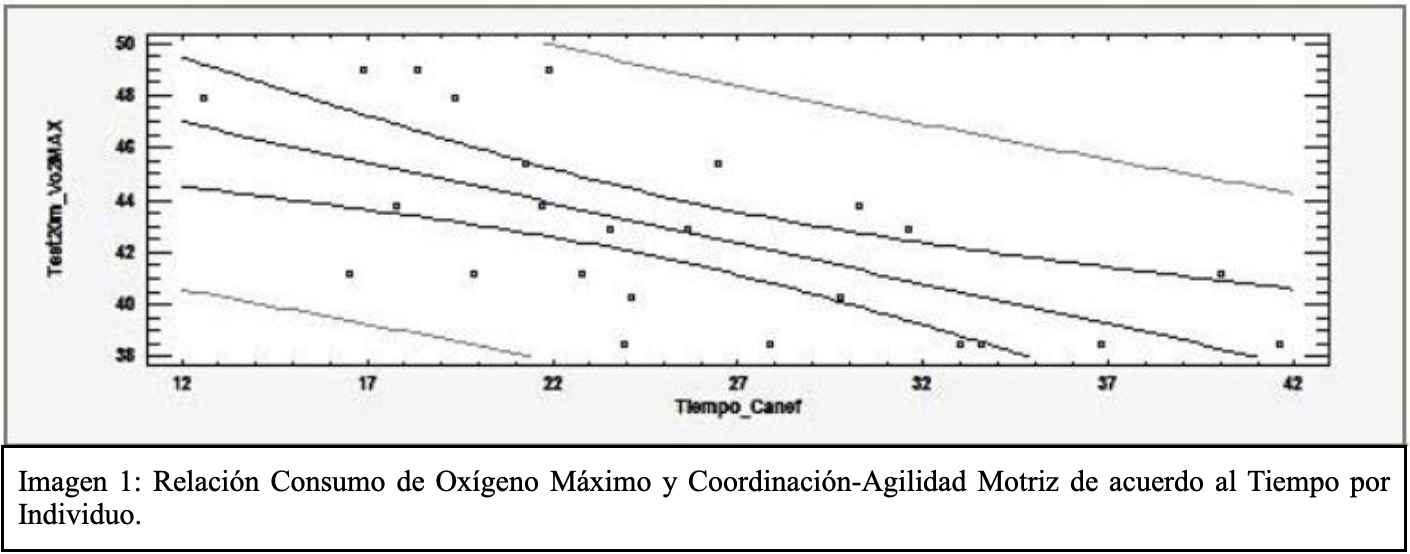 50
48
46
44
42
40
38
Test20m_Vo2MAX
12 17 22 27 32 37 42
Tiempo_Canef
Imagen 1: Relación Consumo de Oxígeno Máximo y Coordinación-Agilidad Motriz de acuerdo al Tiempo por
Individuo.